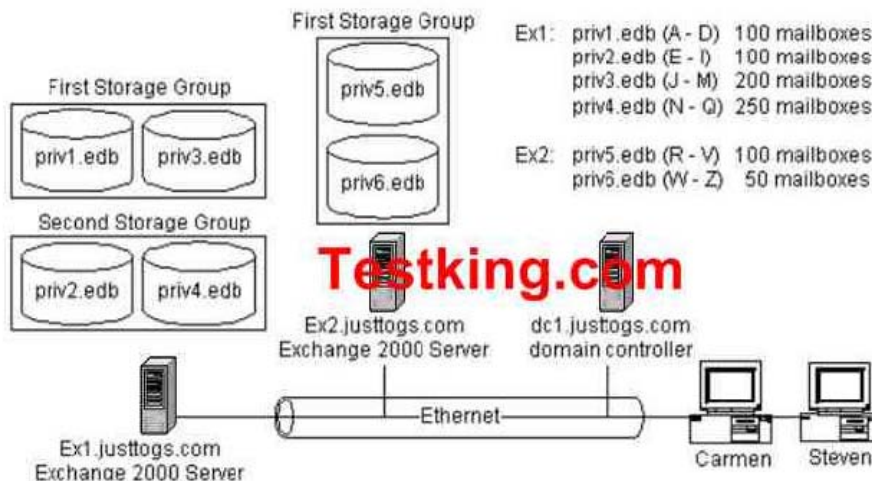 First Storage Group
priv5.edb
priv6.edb
Ex1: priv1.edb (A - D) 100 mailboxes
priv2.edb (E - I) 100 mailboxes
priv3.edb (J - M) 200 mailboxes
priv4.edb (N - Q) 250 mailboxes
Ex2: priv5.edb (R - V) 100 mailboxes
priv6.edb (W - Z) 50 mailboxes
First Storage Group
priv1.edb priv3.edb
Second Storage Group
priv2.edb priv4.edb
Testking.com
Ex2.justtogs.com
Exchange 2000 Server
dc1.justtogs.com
domain controller
Ethernet
Ex1.justtogs.com
Exchange 2000 Server
Carmen
Steven